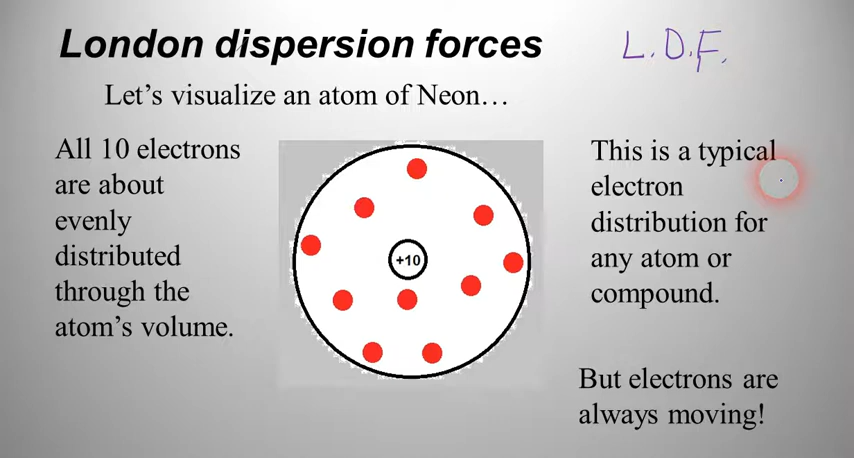 London dispersion forces
L.D.F.
Let's visualize an atom of Neon...
All 10 electrons
are about
evenly
distributed
through the
atom's volume.
+10
This is a typical
electron
distribution for
any atom or
compound.
But electrons are
always moving!